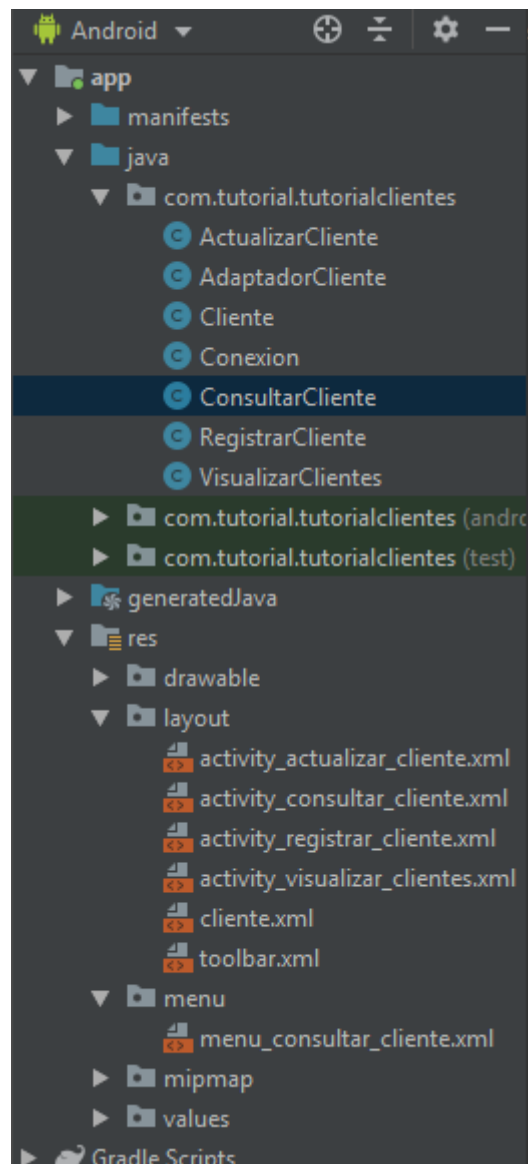 Android
app
manifests
java
com.tutorial.tutorialclientes
ActualizarCliente
AdaptadorCliente
Cliente
Conexion
ConsultarCliente
RegistrarCliente
VisualizarClientes
com.tutorial.tutorialclientes (andro
com.tutorial.tutorialclientes (test)
generatedJava
res
drawable
layout
activity_actualizar_cliente.xml
activity_consultar_cliente.xml
activity_registrar_cliente.xml
activity_visualizar_clientes.xml
cliente.xml
toolbar.xml
menu
menu_consultar_cliente.xml
mipmap
values
Gradle Scripts